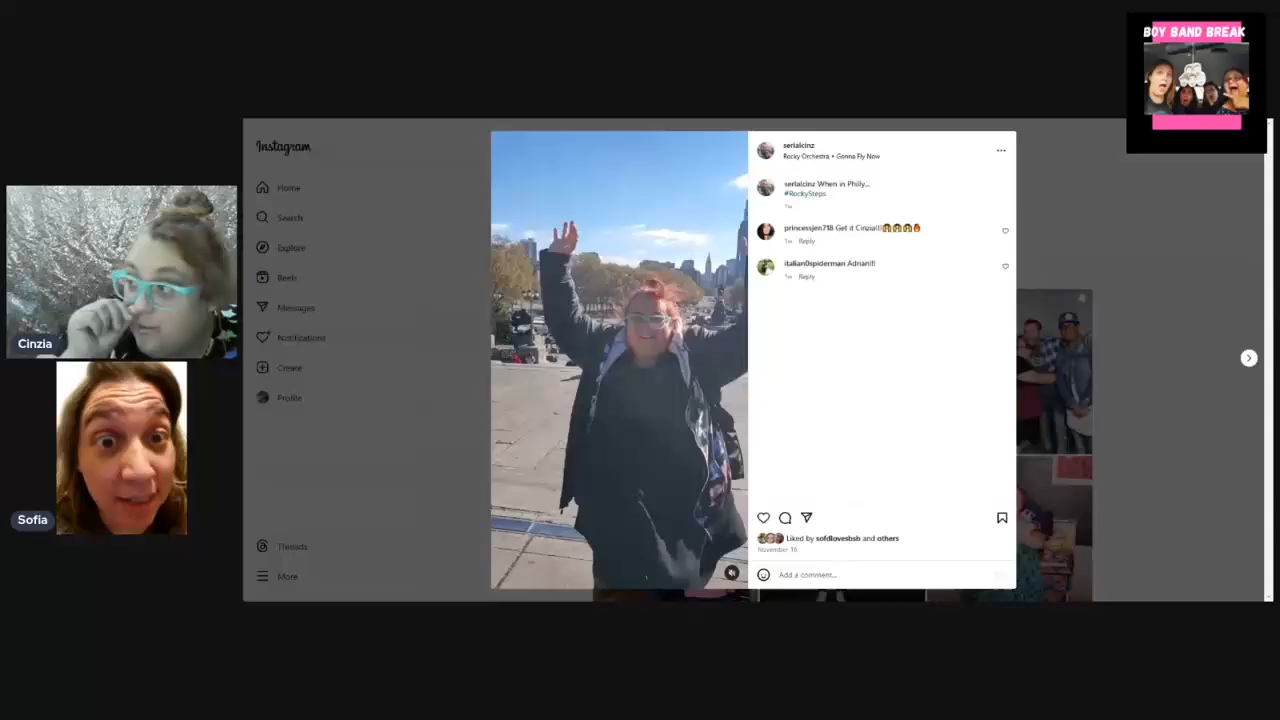 BOY BAND BREAK
Instagram
Home
Search
Explore
Reels
Messages
Notifications
Create
Profile
Threads
More
Cinzia
Sofia
serialcinz
Rocky Orchestra • Gonna Fly Now
serialcinz When in Philly...
#RockySteps
1w
princessjen718 Get it Cinzia!!!
1w Reply
italian0spiderman Adrian!!!
1w Reply
Liked by sofdlovesbsb and others
November 16
Add a comment...